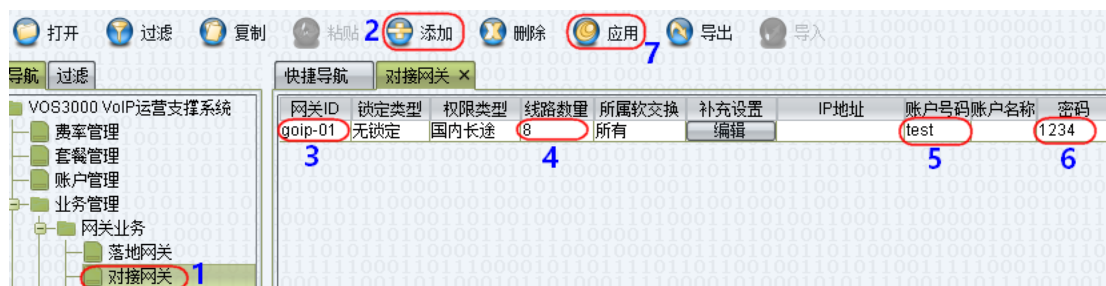 打开 过滤 复制 粘贴 2 添加 删除 应用 7 导出 导入
导航 过滤 快捷导航 对接网关 ×
VOS3000 VoIP运营支撑系统
费率管理
套餐管理
账户管理
业务管理
网关业务
落地网关
对接网关 1
网关ID 锁定类型 权限类型 线路数量 所属软交换 补充设置 IP地址 账户号码 账户名称 密码
goip-01 无锁定 国内长途 8 所有 编辑 test 1234
3 4 5 6